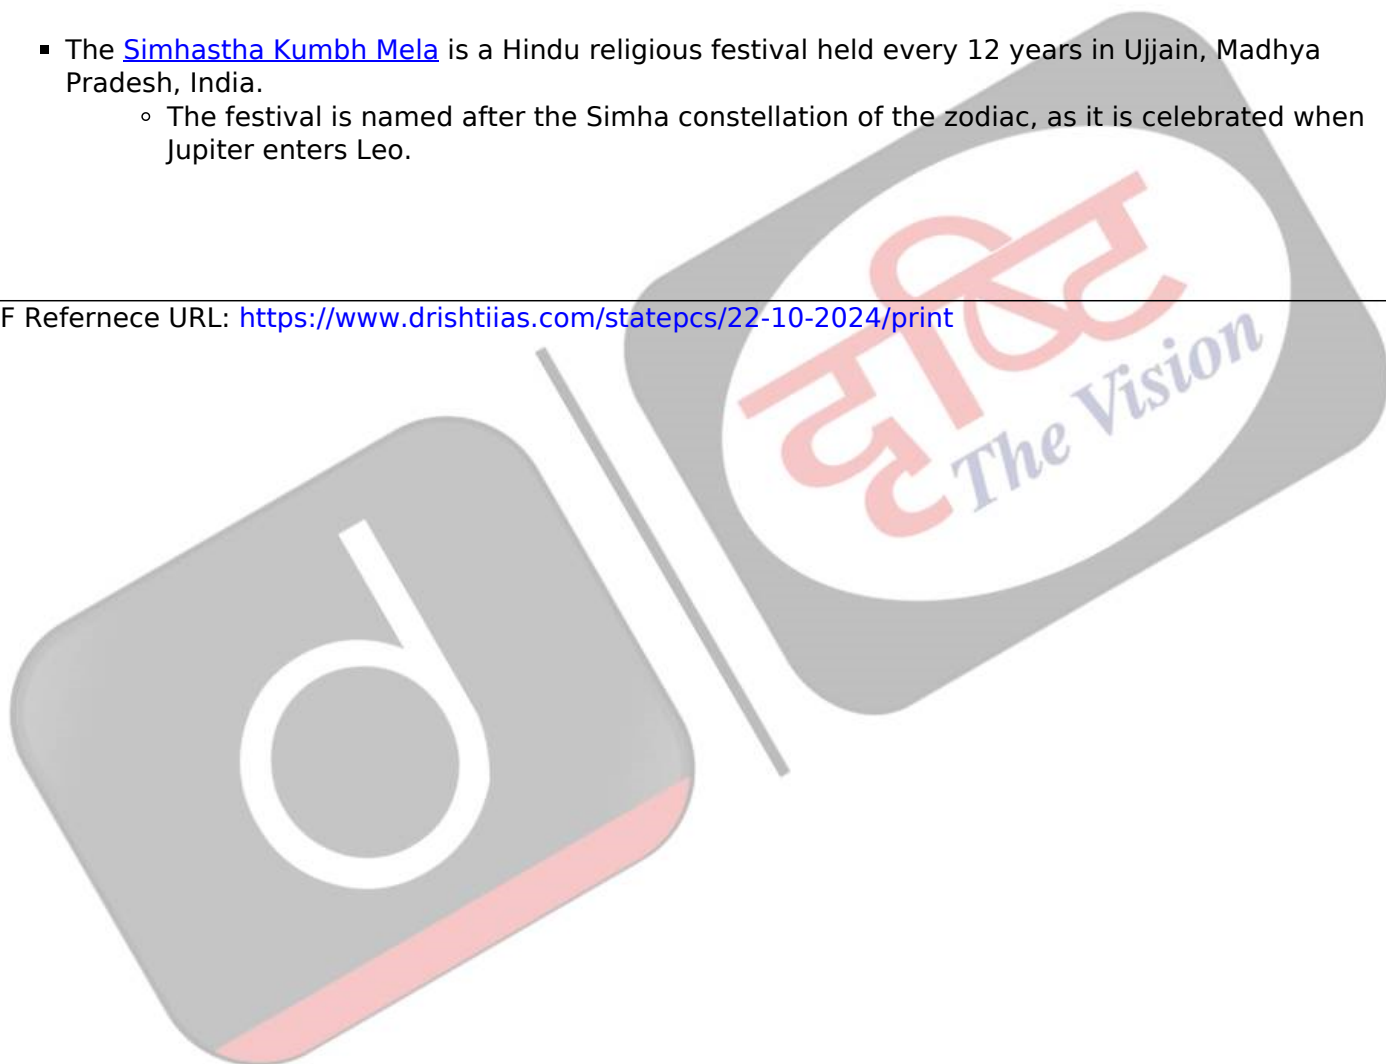 ▪ The Simhastha Kumbh Mela is a Hindu religious festival held every 12 years in Ujjain, Madhya
Pradesh, India.
◦ The festival is named after the Simha constellation of the zodiac, as it is celebrated when
Jupiter enters Leo.
F Refernece URL: https://www.drishtiias.com/statepcs/22-10-2024/print
दृष्टि
The Vision
d